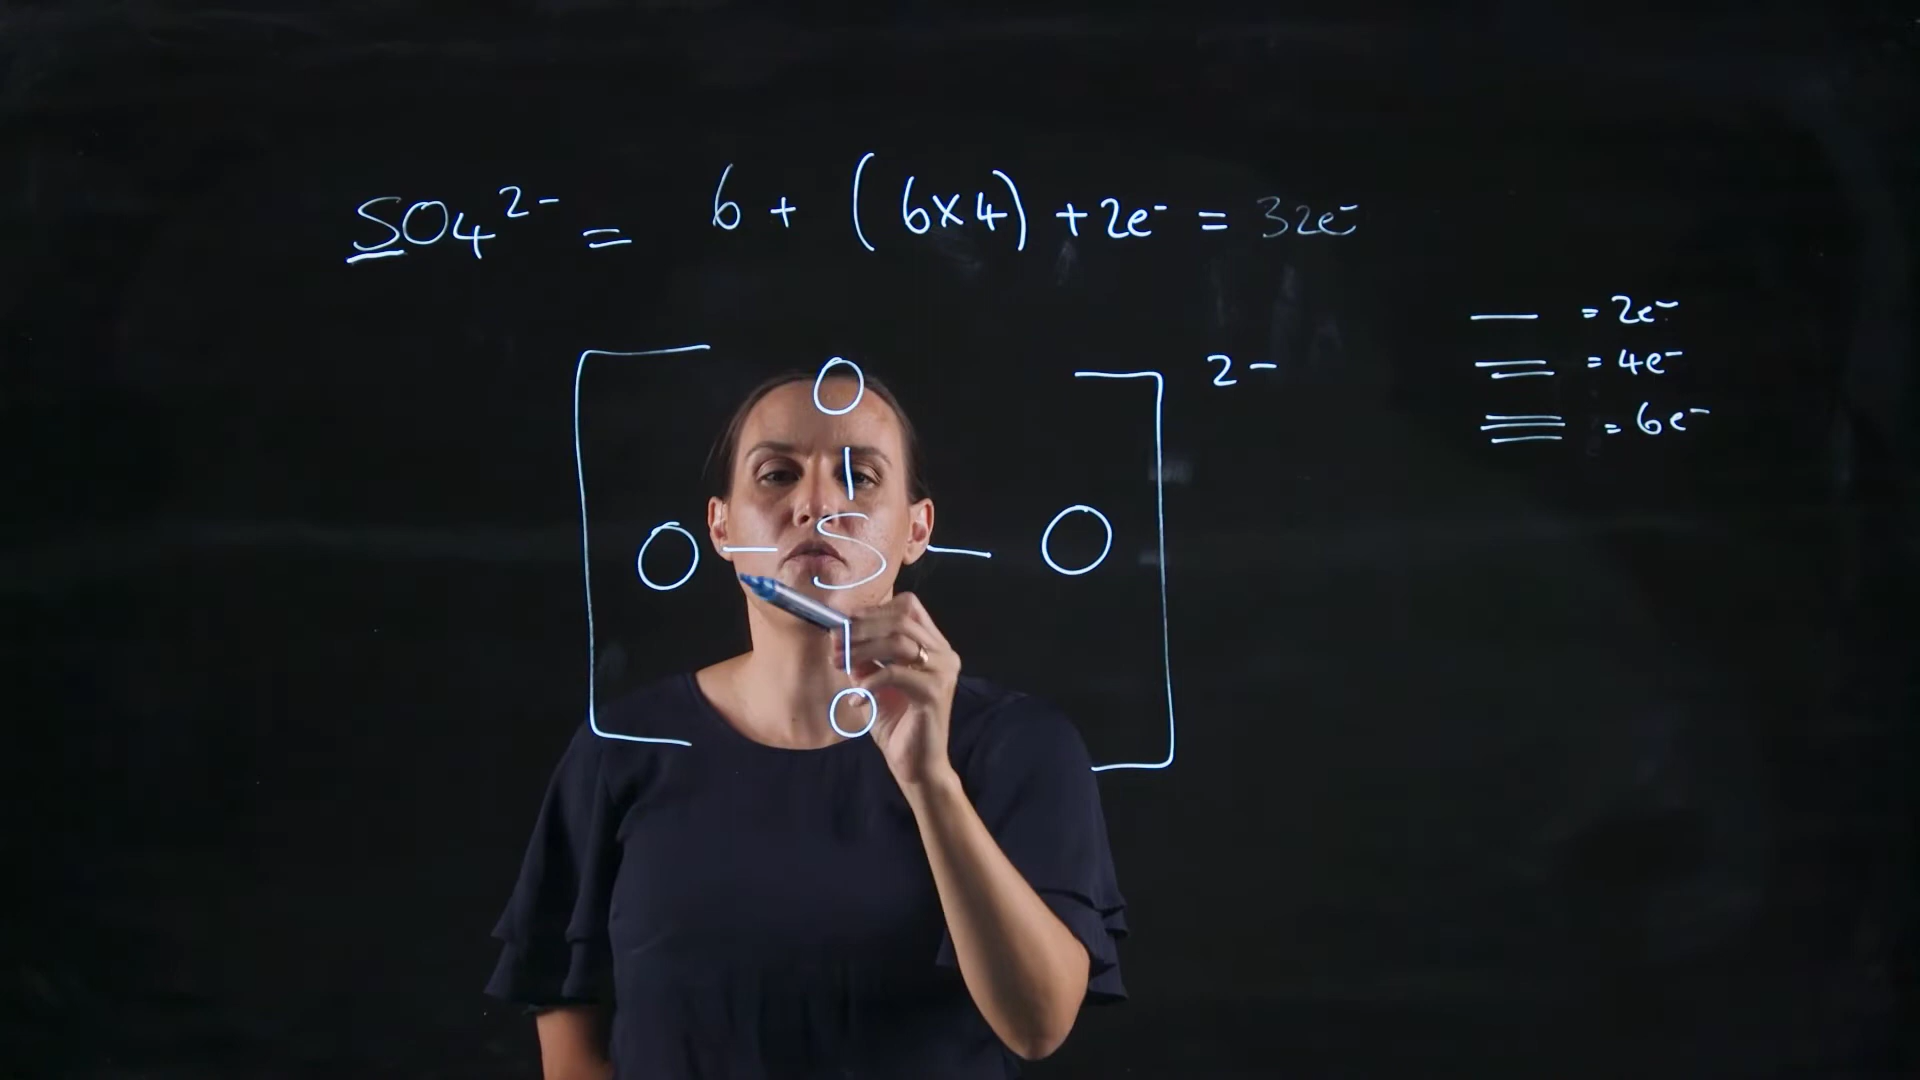 SO4²⁻ = 6 + (6x4) + 2e⁻ = 32e⁻
— = 2e⁻
= = 4e⁻
≡ = 6e⁻
2-
O
|
O — S — O
|
O